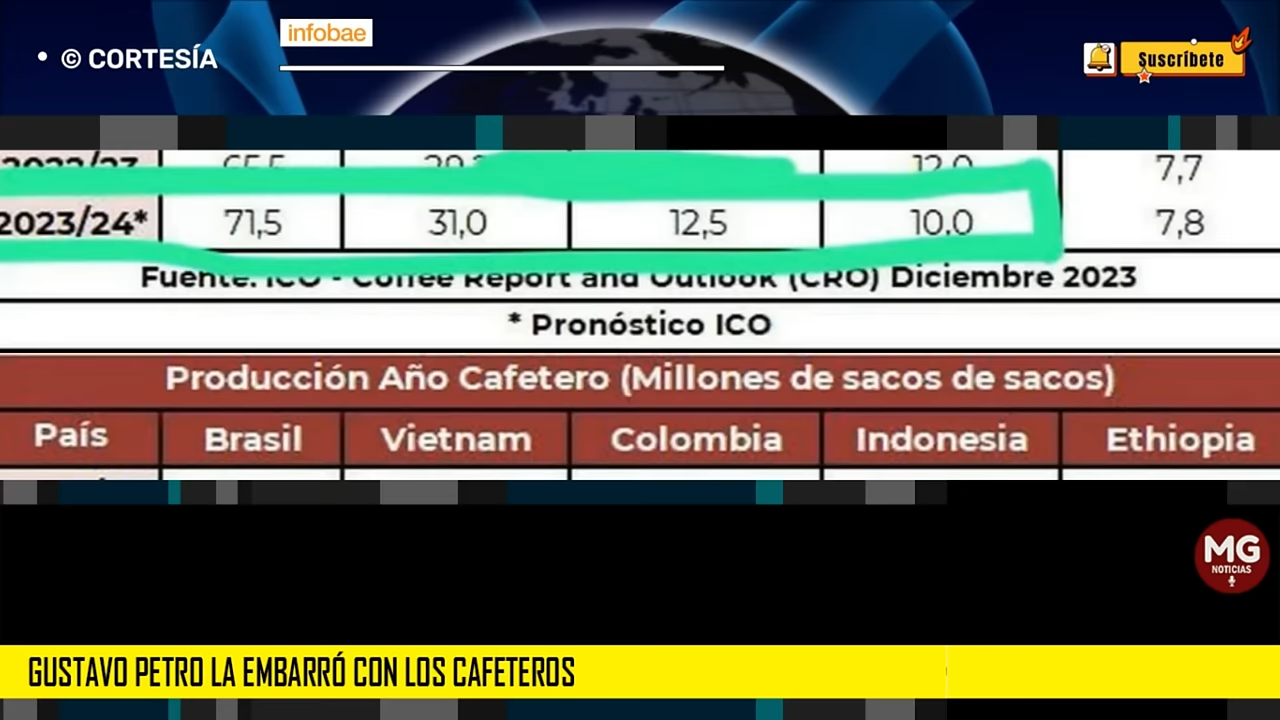 infobae
• © CORTESÍA
Suscríbete
12,0 7,7
2023/24* 71,5 31,0 12,5 10,0 7,8
Fuente: ICO - Coffee Report and Outlook (CRO) Diciembre 2023
* Pronóstico ICO
Producción Año Cafetero (Millones de sacos de sacos)
País Brasil Vietnam Colombia Indonesia Ethiopia
MG
NOTICIAS
GUSTAVO PETRO LA EMBARRÓ CON LOS CAFETEROS